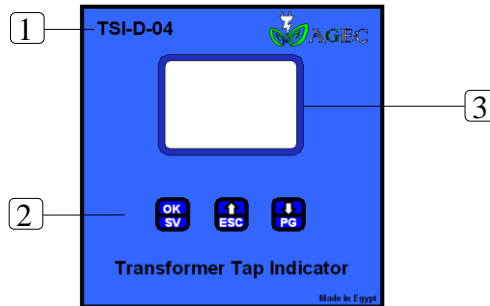 1
TSI-D-04
AGEC
3
2
OK
SV
ESC
PG
Transformer Tap Indicator
Made in Egypt